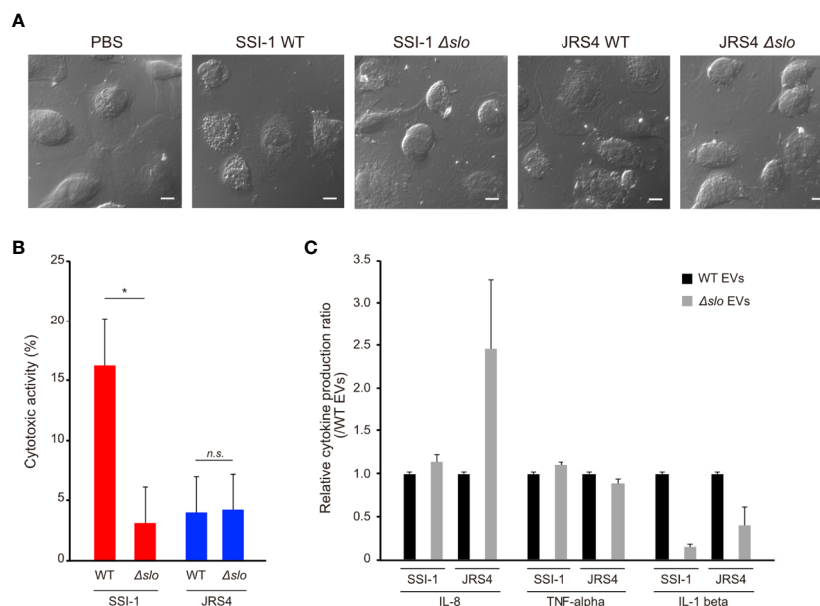 A
PBS
SSI-1 WT
SSI-1 Δslo
JRS4 WT
JRS4 Δslo
B
Cytotoxic activity (%)
25
20
15
10
5
0
*
n.s.
WT
Δslo
WT
Δslo
SSI-1
JRS4
C
Relative cytokine production ratio
(/WT EVs)
3.5
3.0
2.5
2.0
1.5
1.0
0.5
0
WT EVs
Δslo EVs
SSI-1
JRS4
SSI-1
JRS4
SSI-1
JRS4
IL-8
TNF-alpha
IL-1 beta